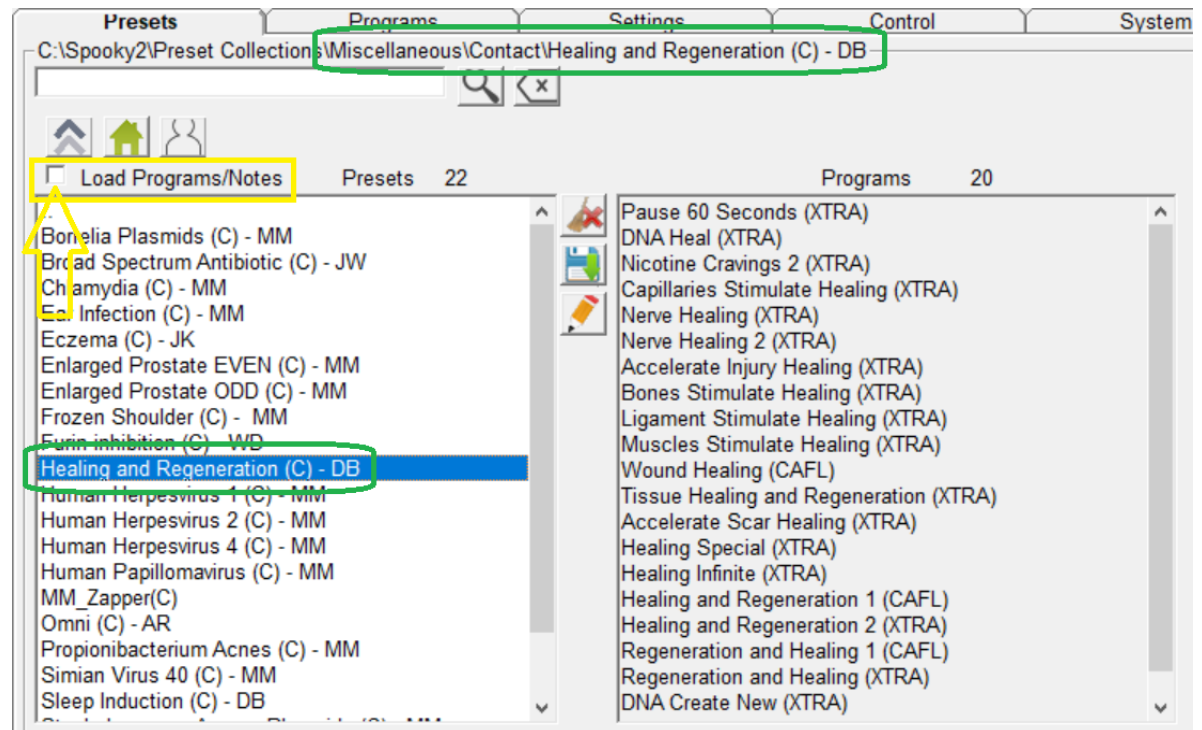 Presets Programs Settings Control System
C:\Spooky2\Preset Collections\Miscellaneous\Contact\Healing and Regeneration (C) - DB
Load Programs/Notes Presets 22 Programs 20
..
Borrelia Plasmids (C) - MM
Broad Spectrum Antibiotic (C) - JW
Chlamydia (C) - MM
Ear Infection (C) - MM
Eczema (C) - JK
Enlarged Prostate EVEN (C) - MM
Enlarged Prostate ODD (C) - MM
Frozen Shoulder (C) - MM
Furin inhibition (C) - WD
Healing and Regeneration (C) - DB
Human Herpesvirus 1 (C) - MM
Human Herpesvirus 2 (C) - MM
Human Herpesvirus 4 (C) - MM
Human Papillomavirus (C) - MM
MM_Zapper(C)
Omni (C) - AR
Propionibacterium Acnes (C) - MM
Simian Virus 40 (C) - MM
Sleep Induction (C) - DB
Pause 60 Seconds (XTRA)
DNA Heal (XTRA)
Nicotine Cravings 2 (XTRA)
Capillaries Stimulate Healing (XTRA)
Nerve Healing (XTRA)
Nerve Healing 2 (XTRA)
Accelerate Injury Healing (XTRA)
Bones Stimulate Healing (XTRA)
Ligament Stimulate Healing (XTRA)
Muscles Stimulate Healing (XTRA)
Wound Healing (CAFL)
Tissue Healing and Regeneration (XTRA)
Accelerate Scar Healing (XTRA)
Healing Special (XTRA)
Healing Infinite (XTRA)
Healing and Regeneration 1 (CAFL)
Healing and Regeneration 2 (XTRA)
Regeneration and Healing 1 (CAFL)
Regeneration and Healing (XTRA)
DNA Create New (XTRA)